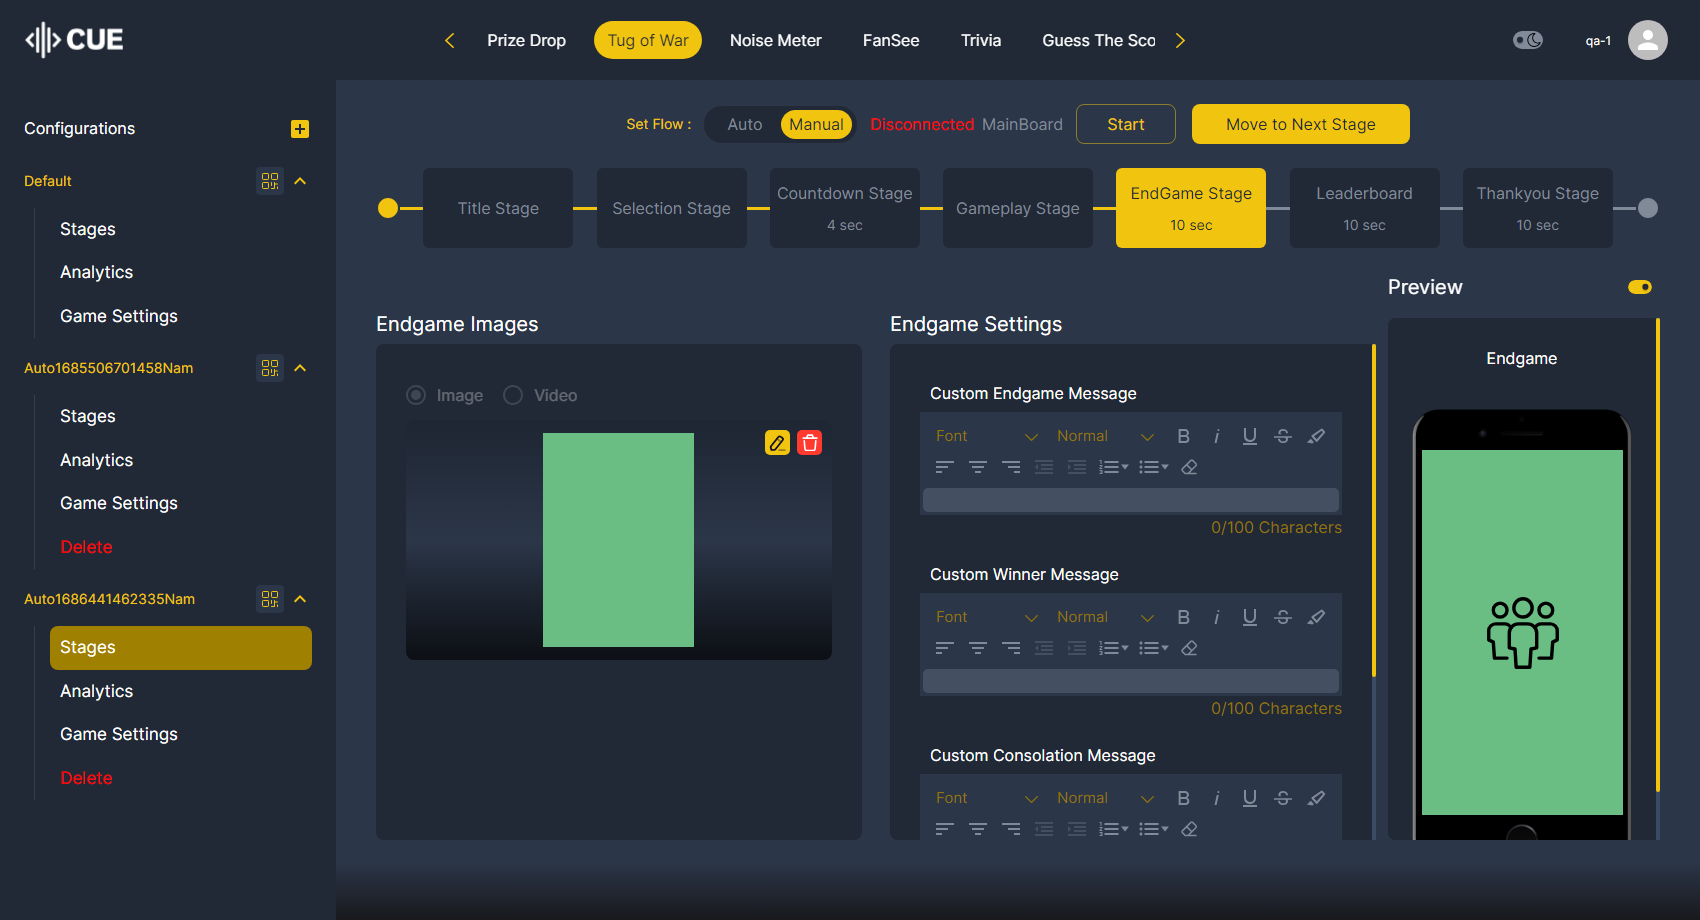 CUE
Prize Drop
Tug of War
Noise Meter
FanSee
Trivia
Guess The Sco
qa-1
Configurations
Default
Stages
Analytics
Game Settings
Auto1685506701458Nam
Stages
Analytics
Game Settings
Delete
Auto1686441462335Nam
Stages
Analytics
Game Settings
Delete
Set Flow :
Auto
Manual
Disconnected MainBoard
Start
Move to Next Stage
Title Stage
Selection Stage
Countdown Stage
4 sec
Gameplay Stage
EndGame Stage
10 sec
Leaderboard
10 sec
Thankyou Stage
10 sec
Endgame Images
Image
Video
Endgame Settings
Custom Endgame Message
Font
Normal
B i U S
0/100 Characters
Custom Winner Message
Font
Normal
B i U S
0/100 Characters
Custom Consolation Message
Font
Normal
B i U S
Preview
Endgame